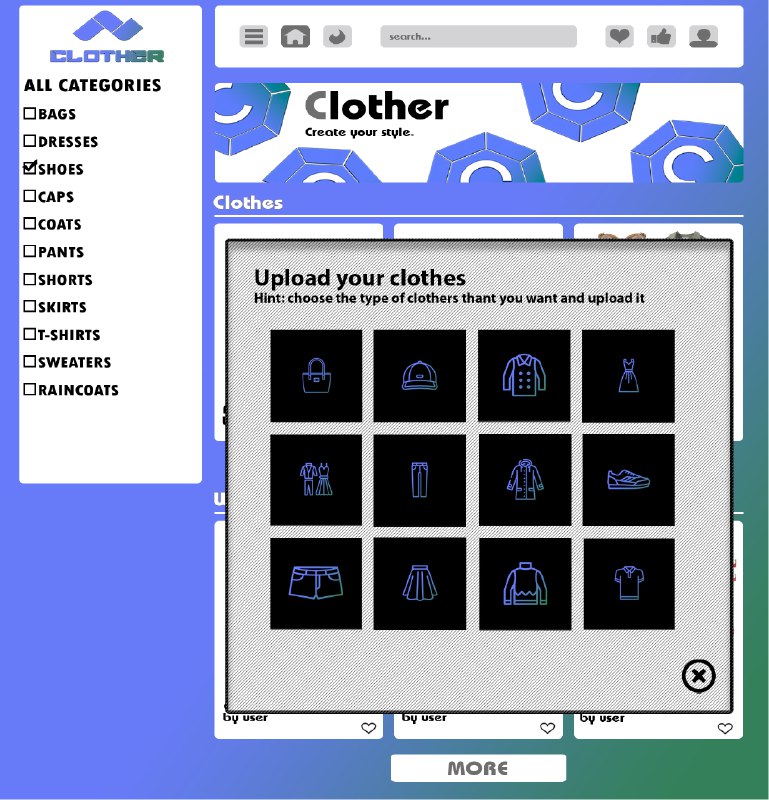 CLOTHER
ALL CATEGORIES
BAGS
DRESSES
SHOES
CAPS
COATS
PANTS
SHORTS
SKIRTS
T-SHIRTS
SWEATERS
RAINCOATS
search...
Clother
Create your style.
Clothes
Upload your clothes
Hint: choose the type of clothers thant you want and upload it
by user
by user
by user
MORE